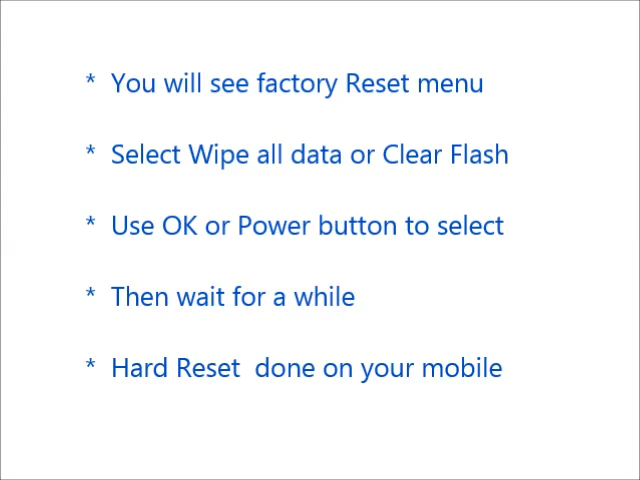 * You will see factory Reset menu
* Select Wipe all data or Clear Flash
* Use OK or Power button to select
* Then wait for a while
* Hard Reset  done on your mobile